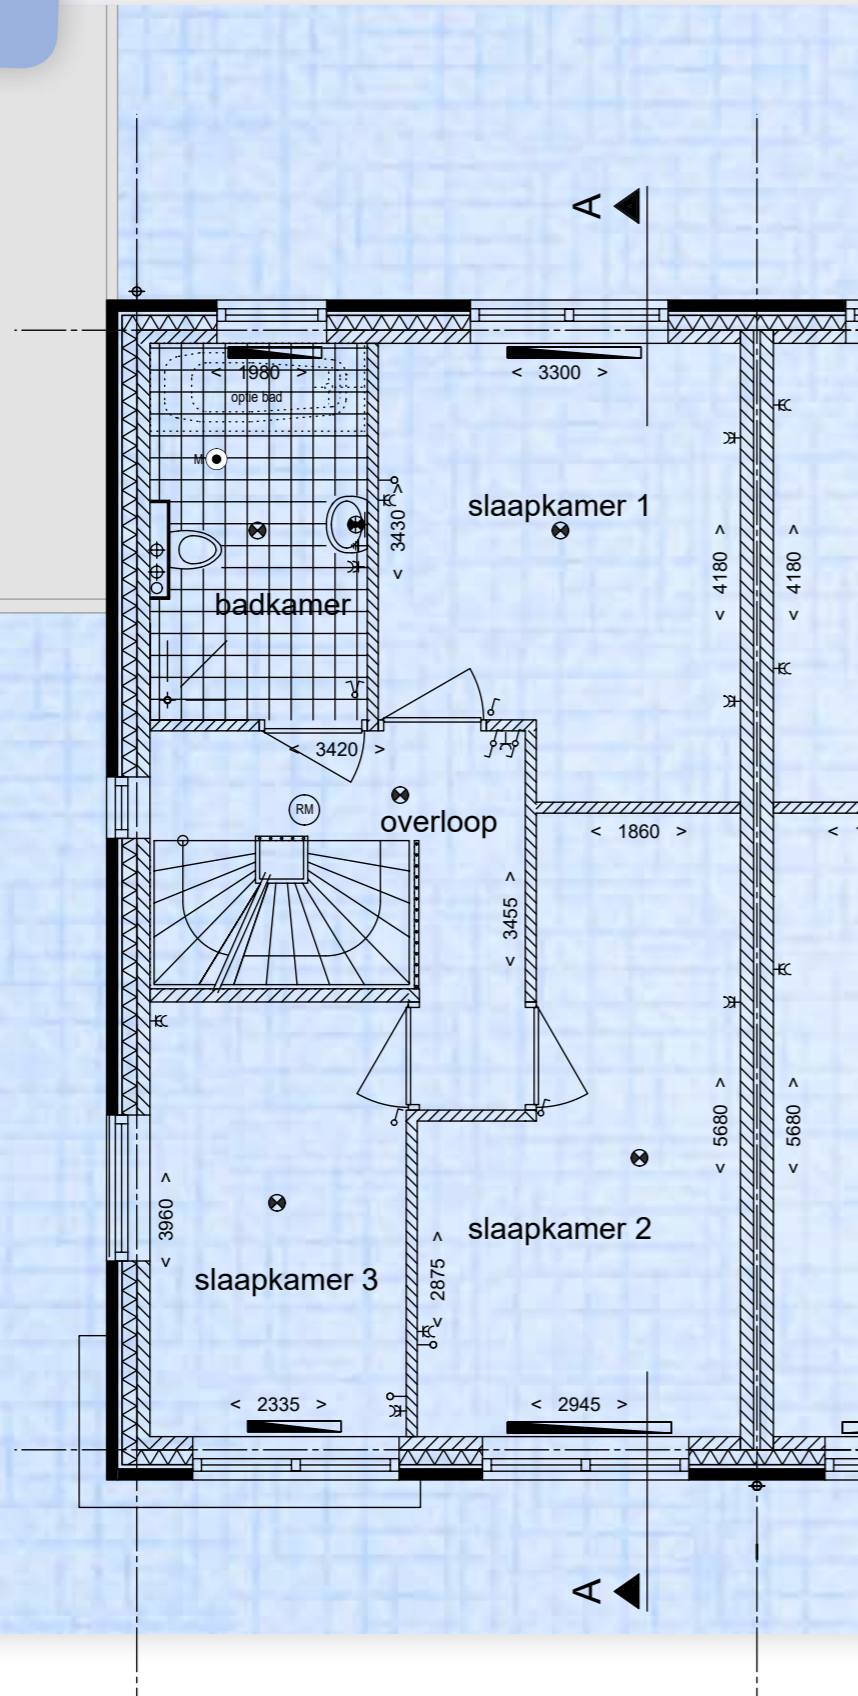 A
< 1980 >
< 3300 >
optie bad
M
slaapkamer 1
< 3430 >
< 4180 >
< 4180 >
badkamer
< 3420 >
RM
overloop
< 1860 >
<
< 3455 >
< 5680 >
< 5680 >
< 3960 >
slaapkamer 2
slaapkamer 3
< 2875 >
< 2335 >
< 2945 >
A